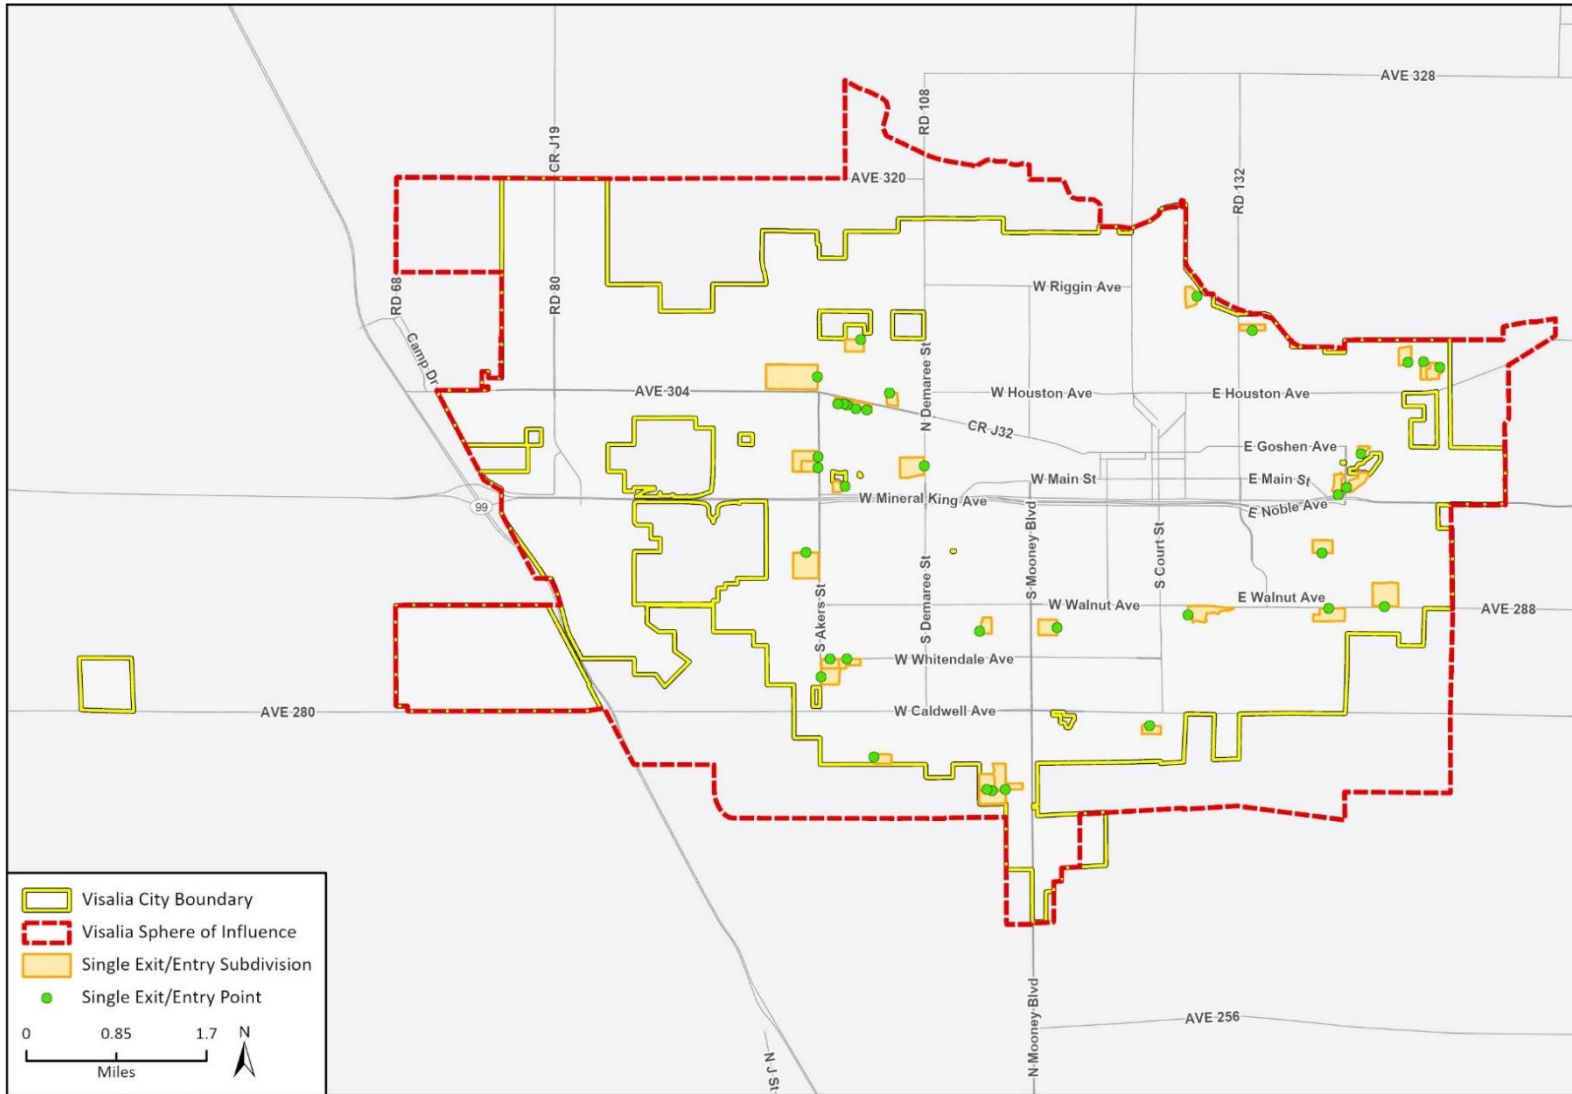 AVE 328
RD 108
CR J19
AVE 320
RD 132
RD 68
RD 80
W Riggin Ave
Camp Dr
N Demaree St
AVE 304
W Houston Ave
E Houston Ave
CR J32
E Goshen Ave
W Main St
E Main St
W Mineral King Ave
E Noble Ave
99
S Mooney Blvd
S Court St
S Akers St
S Demaree St
W Walnut Ave
E Walnut Ave
AVE 288
W Whitendale Ave
AVE 280
W Caldwell Ave
N Mooney Blvd
AVE 256
N J St
Visalia City Boundary
Visalia Sphere of Influence
Single Exit/Entry Subdivision
Single Exit/Entry Point
0 0.85 1.7
Miles
N